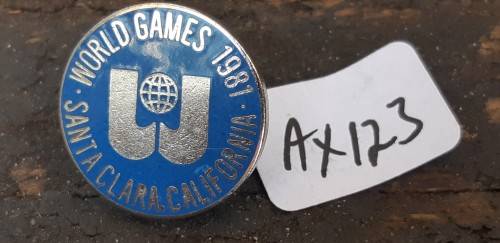 WORLD GAMES 1981
SANTA CLARA, CALIFORNIA
W
AX123